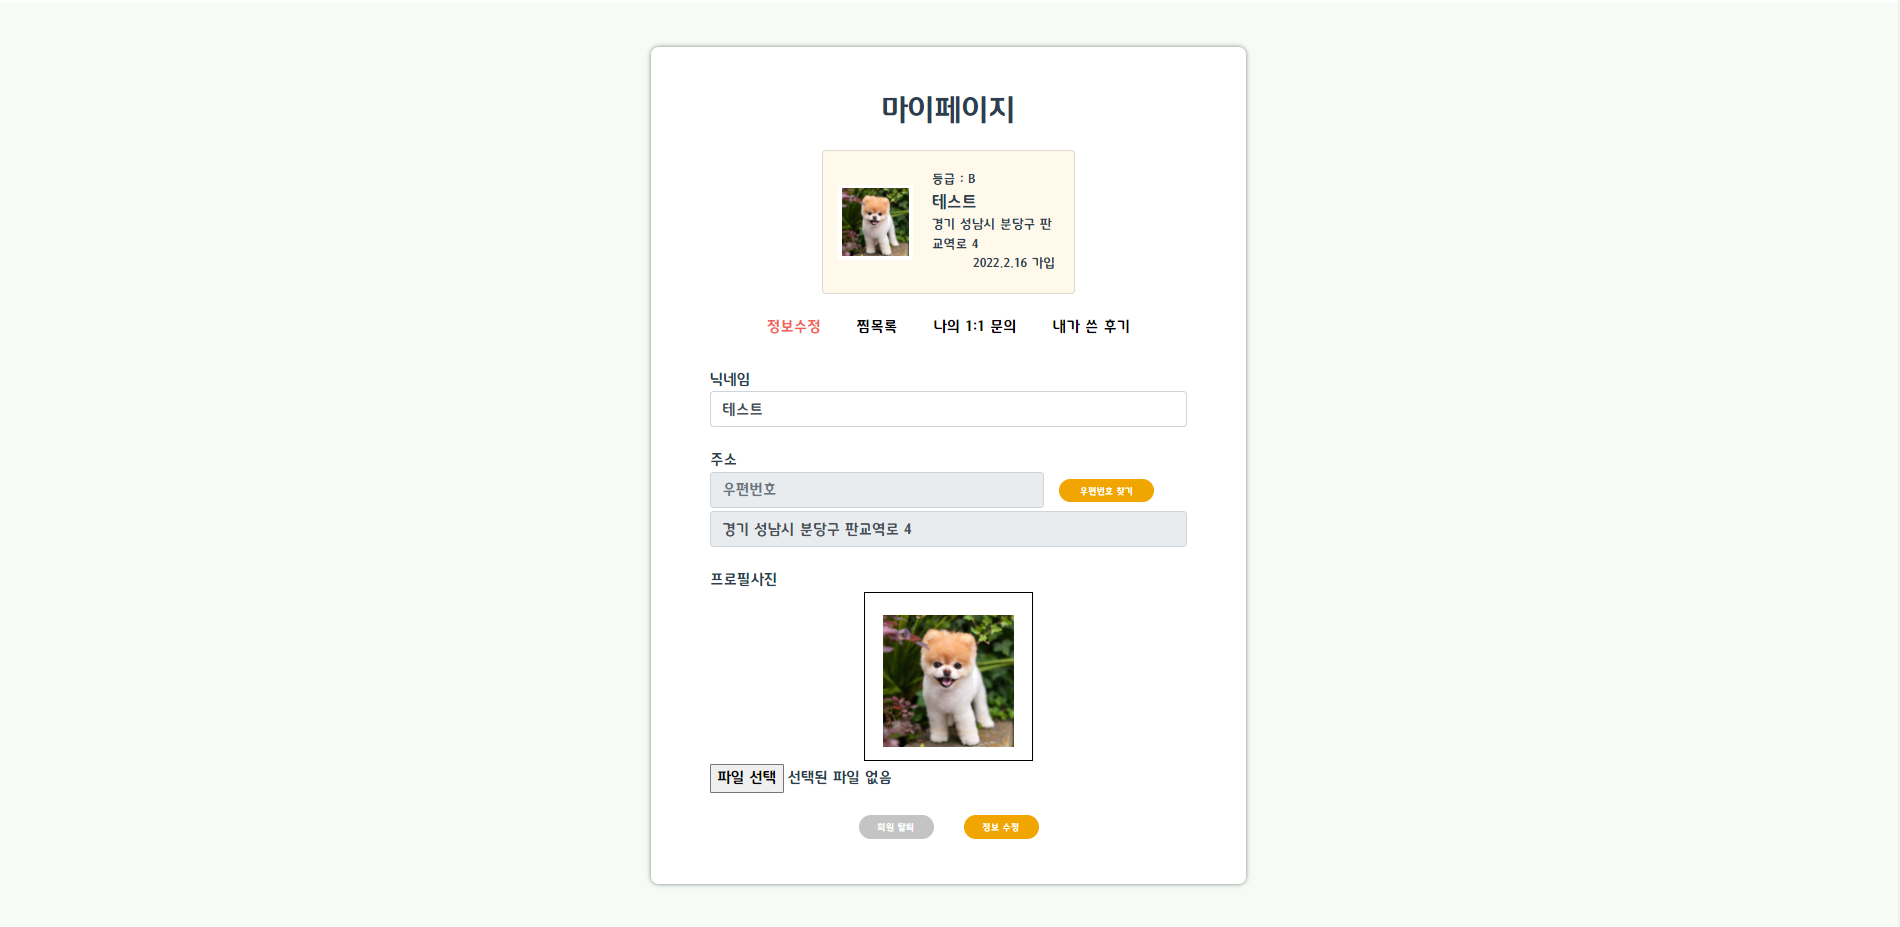 마이페이지
등급 : B
테스트
경기 성남시 분당구 판
교역로 4
2022.2.16 가입
정보수정 찜목록 나의 1:1 문의 내가 쓴 후기
닉네임
테스트
주소
우편번호 우편번호 찾기
경기 성남시 분당구 판교역로 4
프로필사진
파일 선택 선택된 파일 없음
회원 탈퇴 정보 수정